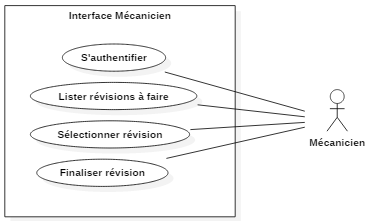 Interface Mécanicien
S'authentifier
Lister révisions à faire
Sélectionner révision
Finaliser révision
Mécanicien